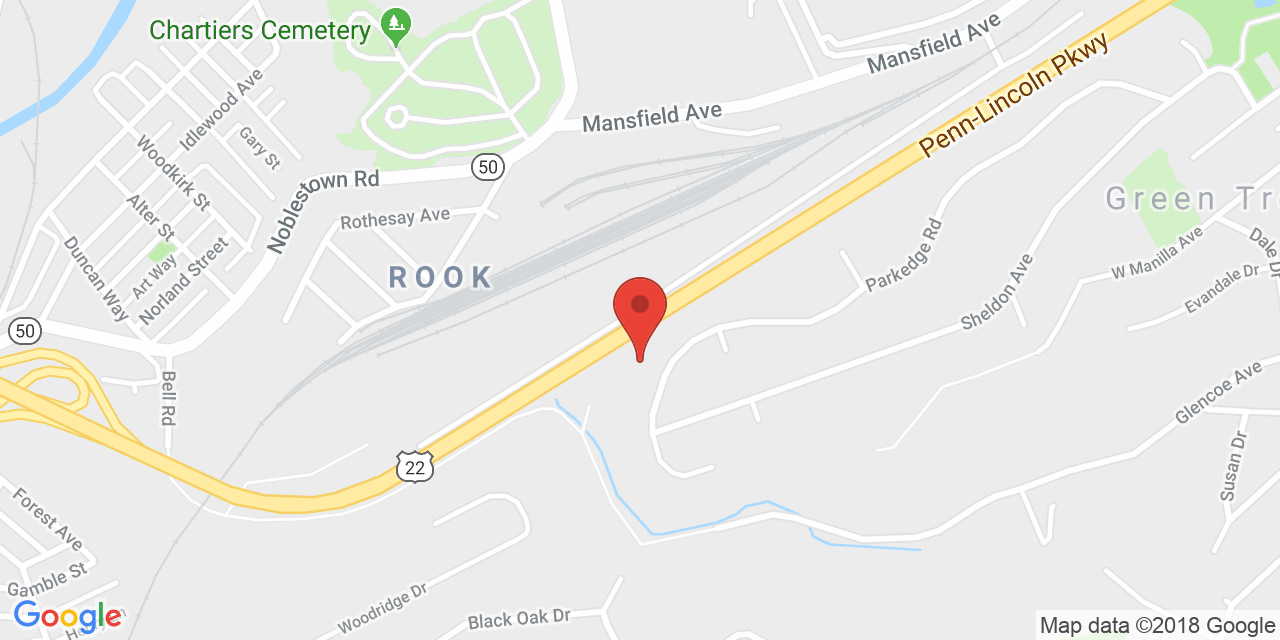 Chartiers Cemetery
Mansfield Ave
Penn-Lincoln Pkwy
Idlewood Ave
Mansfield Ave
Gary St
Woodkirk St
50
Noblestown Rd
Green Tre
Alter St
Rothesay Ave
Duncan Way
Art Way
Norland Street
ROOK
Parkedge Rd
W Manilla Ave
Dale Dr
Sheldon Ave
Evandale Dr
50
Bell Rd
Glencoe Ave
22
Susan Dr
Forest Ave
Gamble St
Woodridge Dr
Black Oak Dr
Google
Map data ©2018 Google